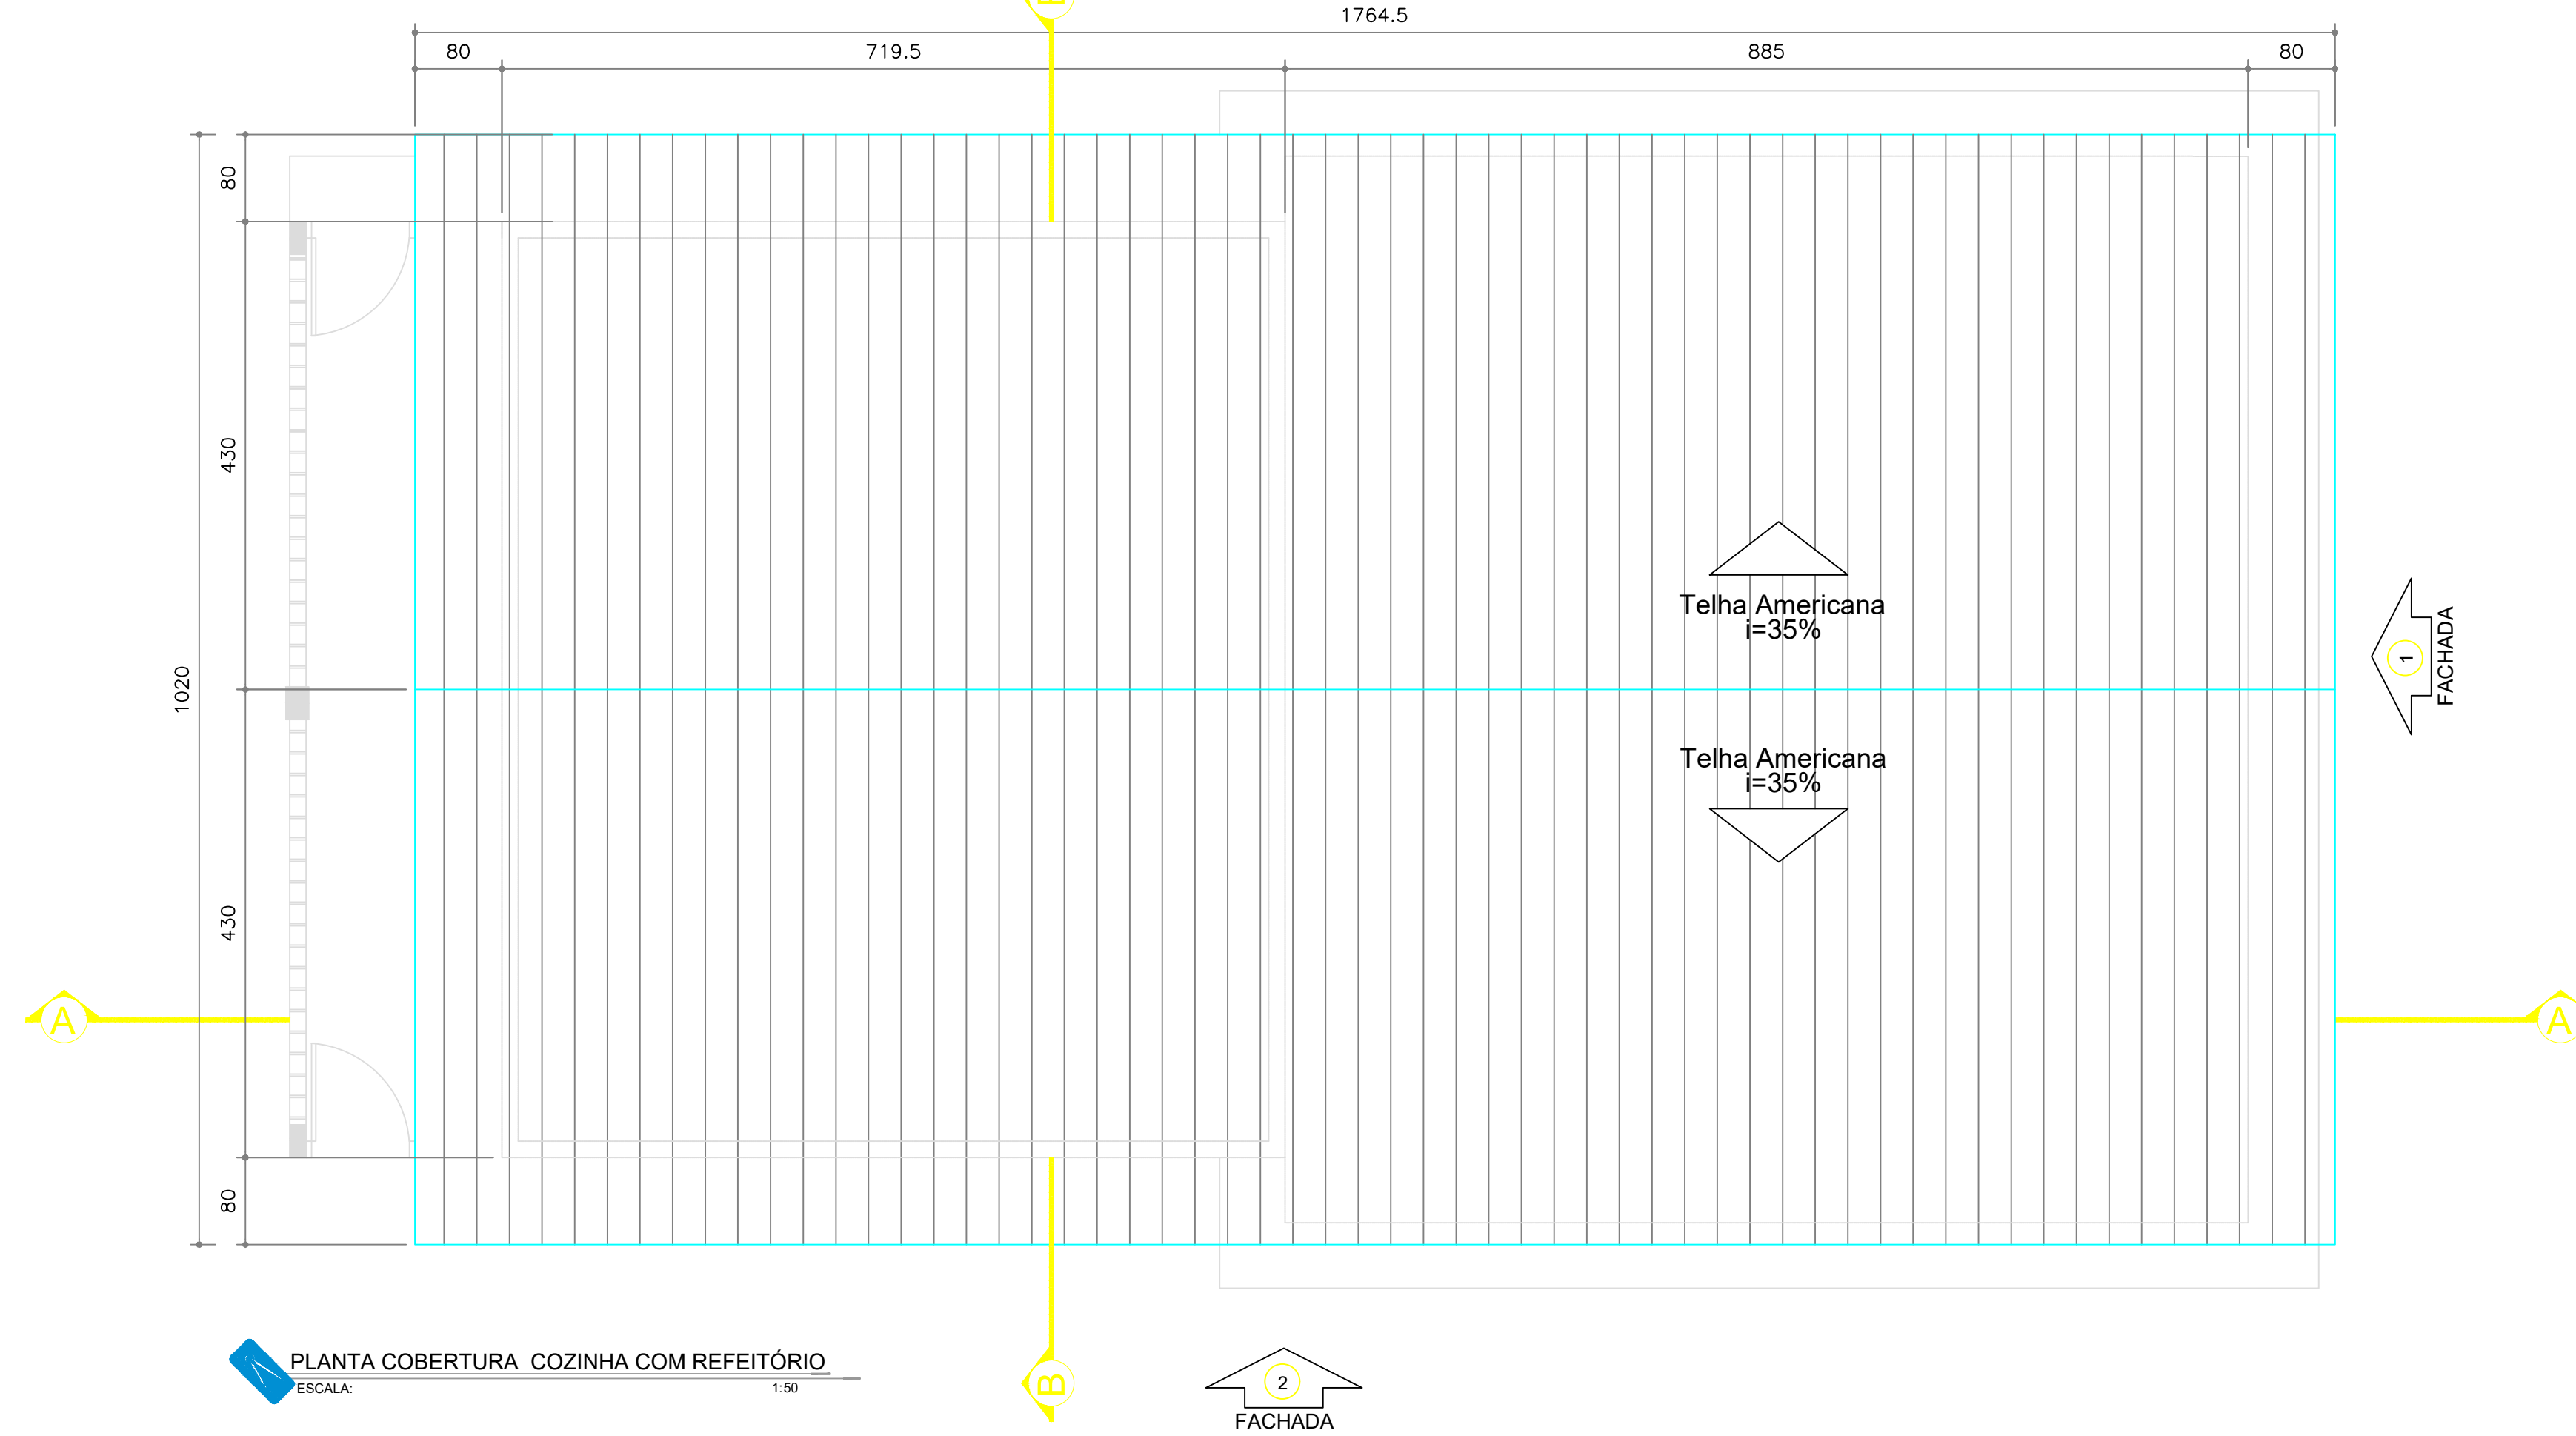 B
1764.5
80
719.5
885
80
80
430
1020
430
80
Telha Americana
i=35%
Telha Americana
i=35%
1
FACHADA
A
A
PLANTA COBERTURA  COZINHA COM REFEITÓRIO
ESCALA:
1:50
B
2
FACHADA